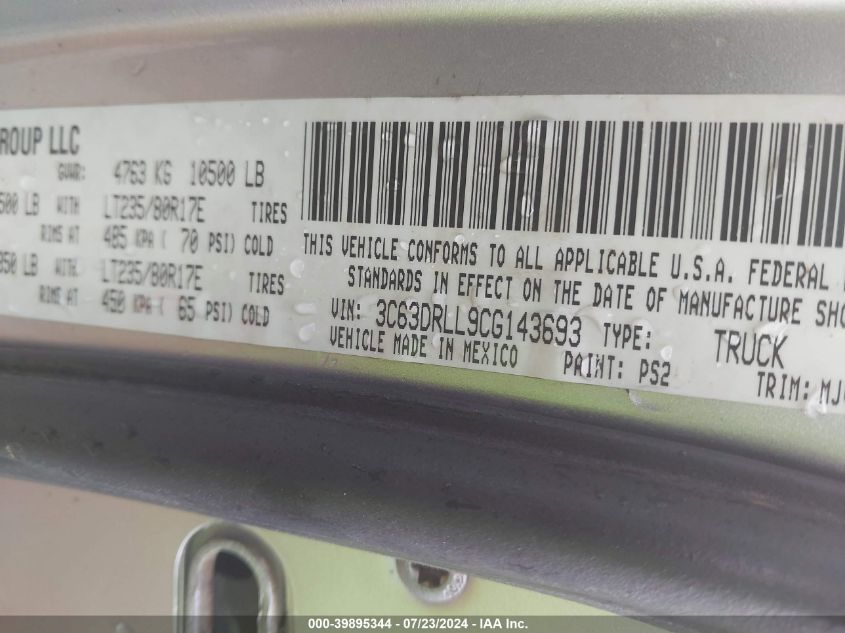 GROUP LLC
GVWR: 4763 KG 10500 LB
500 LB WITH LT235/80R17E TIRES
RIMS AT 485 KPA ( 70 PSI) COLD
050 LB WITH LT235/80R17E TIRES
RIMS AT 450 KPA ( 65 PSI) COLD
THIS VEHICLE CONFORMS TO ALL APPLICABLE U.S.A. FEDERAL
STANDARDS IN EFFECT ON THE DATE OF MANUFACTURE SHO
VIN: 3C63DRLL9CG143693 TYPE: TRUCK
VEHICLE MADE IN MEXICO PAINT: PS2 TRIM: MJ
000-39895344 / 07/23/2024 - IAA Inc.